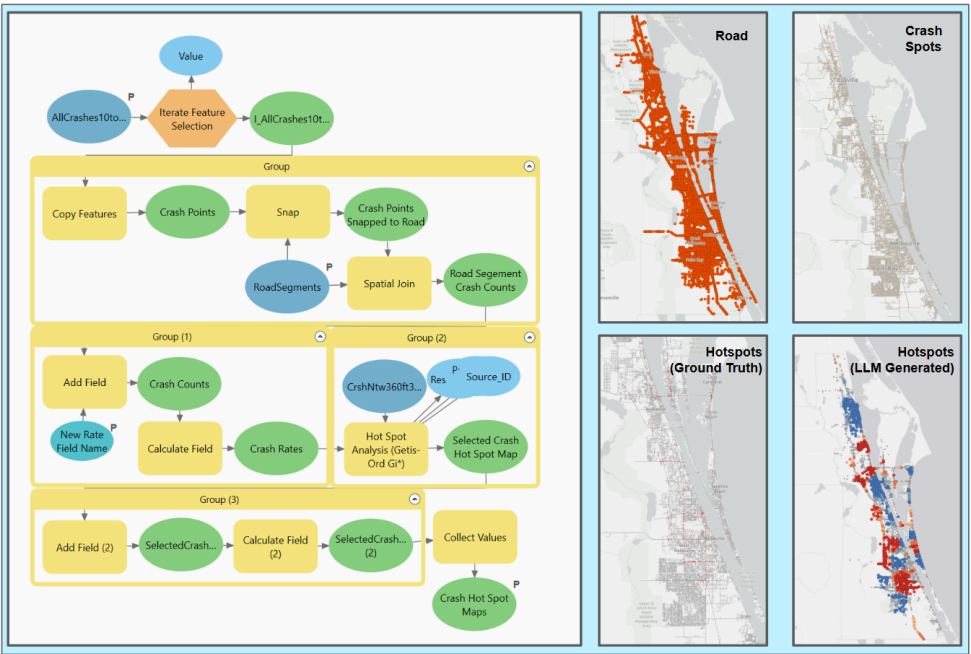 Value
P
AllCrashes10to...
Iterate Feature
Selection
I_AllCrashes10t...
Group
Copy Features
Crash Points
Snap
Crash Points
Snapped to Road
P
RoadSegments
Spatial Join
Road Segement
Crash Counts
Group (1)
Add Field
Crash Counts
New Rate
Field Name
P
Calculate Field
Crash Rates
Group (2)
CrshNtw360ft3...
Res
P
Source_ID
Hot Spot
Analysis (Getis-
Ord Gi*)
Selected Crash
Hot Spot Map
Group (3)
Add Field (2)
SelectedCrash...
Calculate Field
(2)
SelectedCrash...
(2)
Collect Values
P
Crash Hot Spot
Maps
Road
Crash
Spots
Hotspots
(Ground Truth)
Hotspots
(LLM Generated)